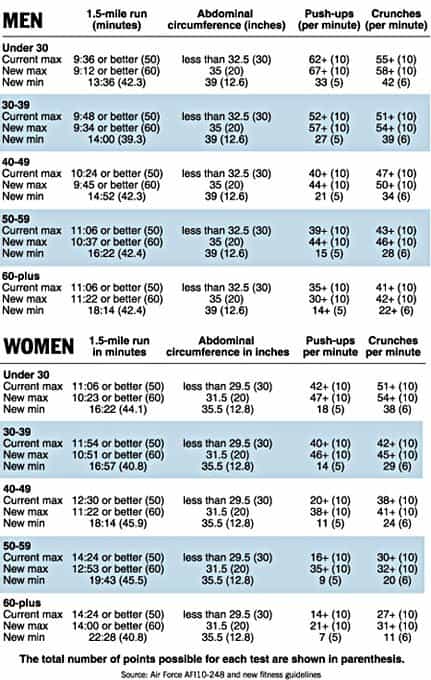 MEN 1.5-mile run (minutes) Abdominal circumference (inches) Push-ups (per minute) Crunches (per minute)
Under 30
Current max 9:36 or better (50) less than 32.5 (30) 62+ (10) 55+ (10)
New max 9:12 or better (60) 35 (20) 67+ (10) 58+ (10)
New min 13:36 (42.3) 39 (12.6) 33 (5) 42 (6)
30-39
Current max 9:48 or better (50) less than 32.5 (30) 52+ (10) 51+ (10)
New max 9:34 or better (60) 35 (20) 57+ (10) 54+ (10)
New min 14:00 (39.3) 39 (12.6) 27 (5) 39 (6)
40-49
Current max 10:24 or better (50) less than 32.5 (30) 40+ (10) 47+ (10)
New max 9:45 or better (60) 35 (20) 44+ (10) 50+ (10)
New min 14:52 (42.3) 39 (12.6) 21 (5) 34 (6)
50-59
Current max 11:06 or better (50) less than 32.5 (30) 39+ (10) 43+ (10)
New max 10:37 or better (60) 35 (20) 44+ (10) 46+ (10)
New min 16:22 (42.4) 39 (12.6) 15 (5) 28 (6)
60-plus
Current max 11:06 or better (50) less than 32.5 (30) 35+ (10) 41+ (10)
New max 11:22 or better (60) 35 (20) 30+ (10) 42+ (10)
New min 18:14 (42.4) 39 (12.6) 14+ (5) 22+ (6)
WOMEN 1.5-mile run in minutes Abdominal circumference in inches Push-ups per minute Crunches per minute
Under 30
Current max 11:06 or better (50) less than 29.5 (30) 42+ (10) 51+ (10)
New max 10:23 or better (60) 31.5 (20) 47+ (10) 54+ (10)
New min 16:22 (44.1) 35.5 (12.8) 18 (5) 38 (6)
30-39
Current max 11:54 or better (50) less than 29.5 (30) 40+ (10) 42+ (10)
New max 10:51 or better (60) 31.5 (20) 46+ (10) 45+ (10)
New min 16:57 (40.8) 35.5 (12.8) 14 (5) 29 (6)
40-49
Current max 12:30 or better (50) less than 29.5 (30) 20+ (10) 38+ (10)
New max 11:22 or better (60) 31.5 (20) 38+ (10) 41+ (10)
New min 18:14 (45.9) 35.5 (12.8) 11 (5) 24 (6)
50-59
Current max 14:24 or better (50) less than 29.5 (30) 16+ (10) 30+ (10)
New max 12:53 or better (60) 31.5 (20) 35+ (10) 32+ (10)
New min 19:43 (45.5) 35.5 (12.8) 9 (5) 20 (6)
60-plus
Current max 14:24 or better (50) less than 29.5 (30) 14+ (10) 27+ (10)
New max 14:00 or better (60) 31.5 (20) 21+ (10) 31+ (10)
New min 22:28 (40.8) 35.5 (12.8) 7 (5) 11 (6)
The total number of points possible for each test are shown in parenthesis.
Source: Air Force AFI10-248 and new fitness guidelines